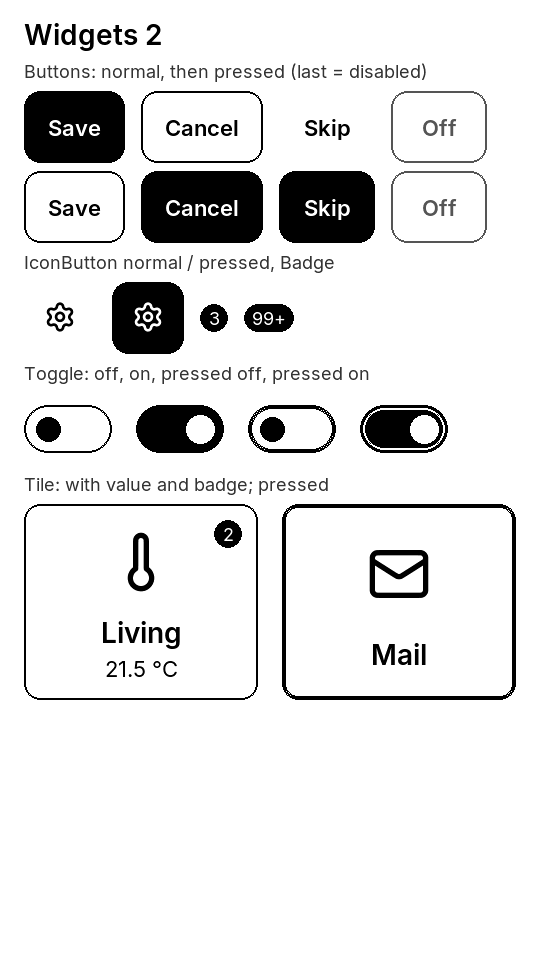 Widgets 2
Buttons: normal, then pressed (last = disabled)
Save Cancel Skip Off
Save Cancel Skip Off
IconButton normal / pressed, Badge
3 99+
Toggle: off, on, pressed off, pressed on
Tile: with value and badge; pressed
2
Living
21.5 °C
Mail